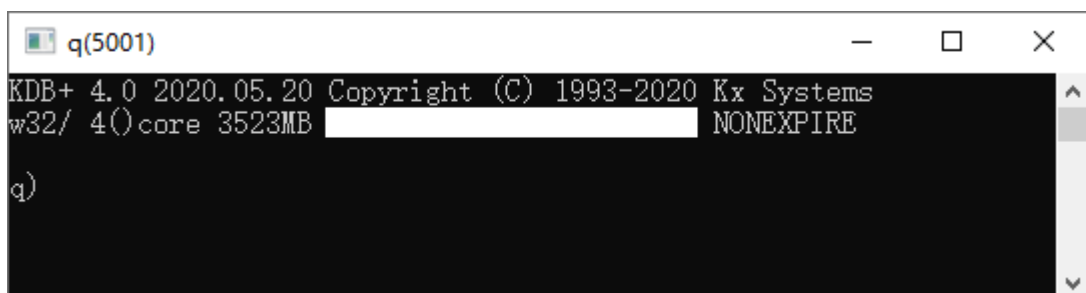 q(5001)
KDB+ 4.0 2020.05.20 Copyright (C) 1993-2020 Kx Systems
w32/ 4()core 3523MB NONEXPIRE
q)